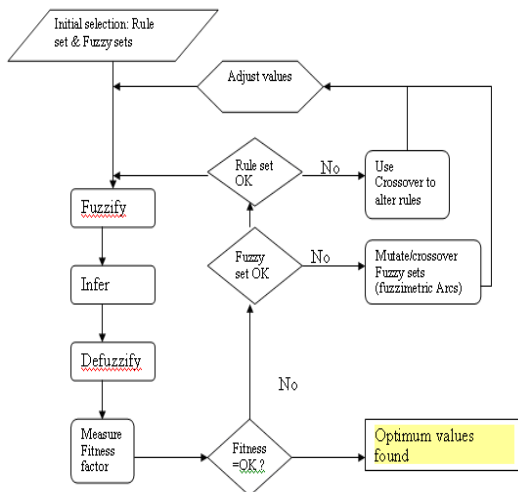 Initial selection: Rule
set & Fuzzy sets
Adjust values
Rule set
OK
No
Use
Crossover to
alter rules
Fuzzify
Fuzzy
set OK
No
Mutate/crossover
Fuzzy sets
(fuzzimetric Arcs)
Infer
Defuzzify
No
Measure
Fitness
factor
Fitness
=OK ?
Optimum values
found